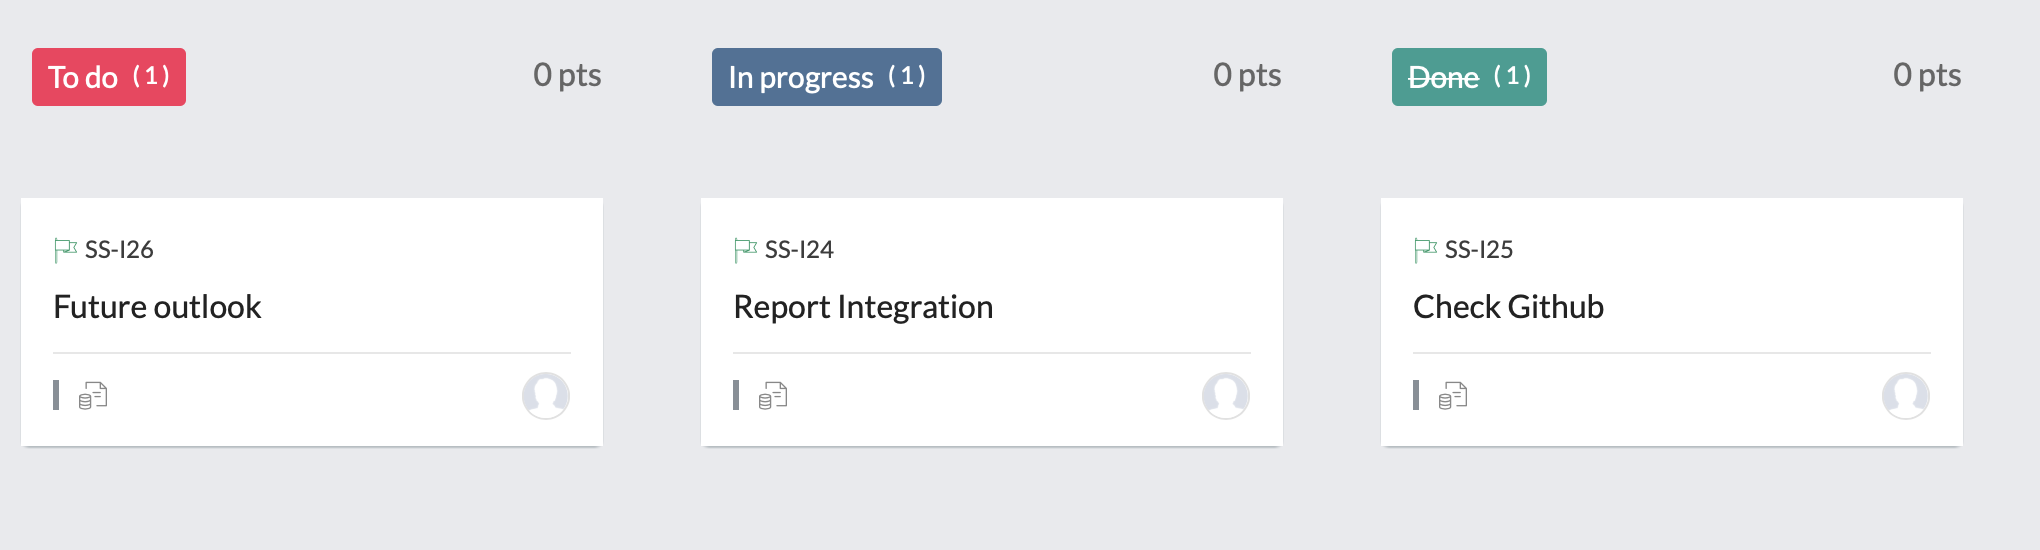 To do (1)
0 pts
In progress (1)
0 pts
Done (1)
0 pts
SS-I26
Future outlook
SS-I24
Report Integration
SS-I25
Check Github